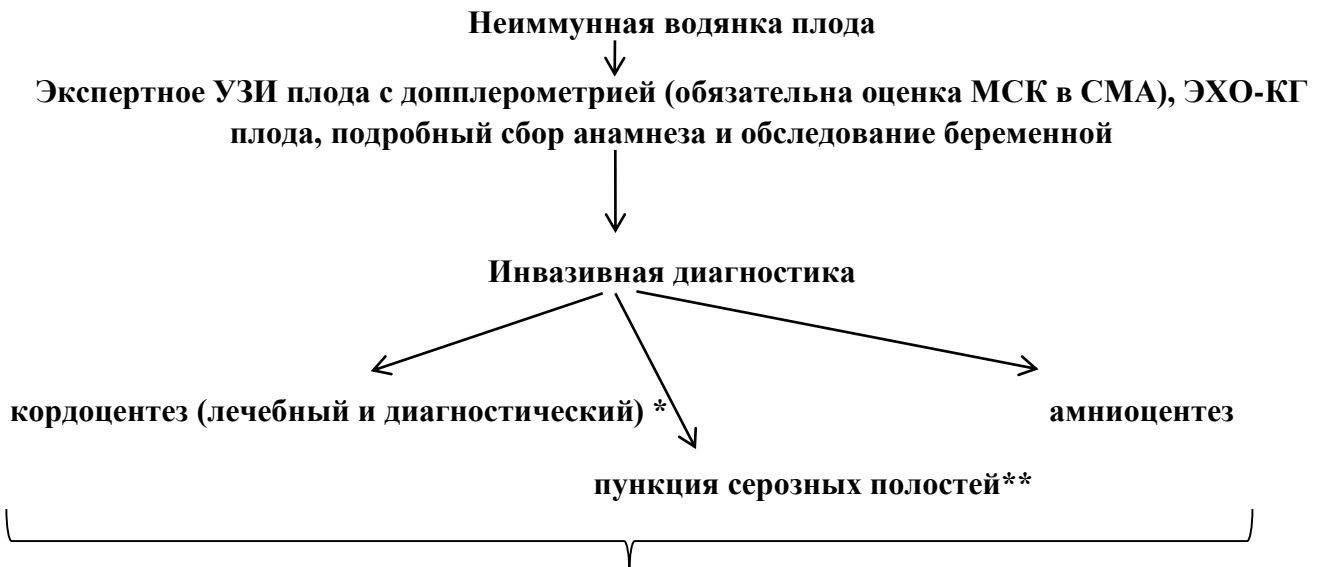 Неиммунная водянка плода
Экспертное УЗИ плода с допплерометрией (обязательна оценка МСК в СМА), ЭХО-КГ
плода, подробный сбор анамнеза и обследование беременной
Инвазивная диагностика
кордоцентез (лечебный и диагностический) *
амниоцентез
пункция серозных полостей**